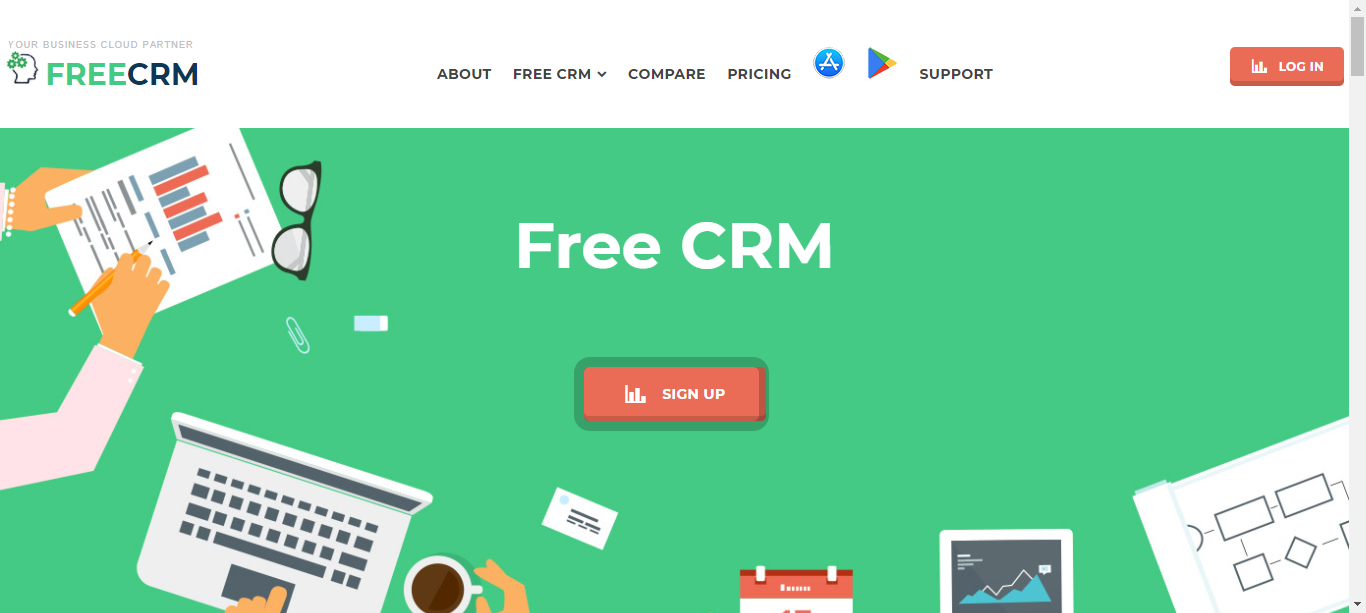 YOUR BUSINESS CLOUD PARTNER
FREECRM
ABOUT FREE CRM COMPARE PRICING SUPPORT
LOG IN
Free CRM
SIGN UP